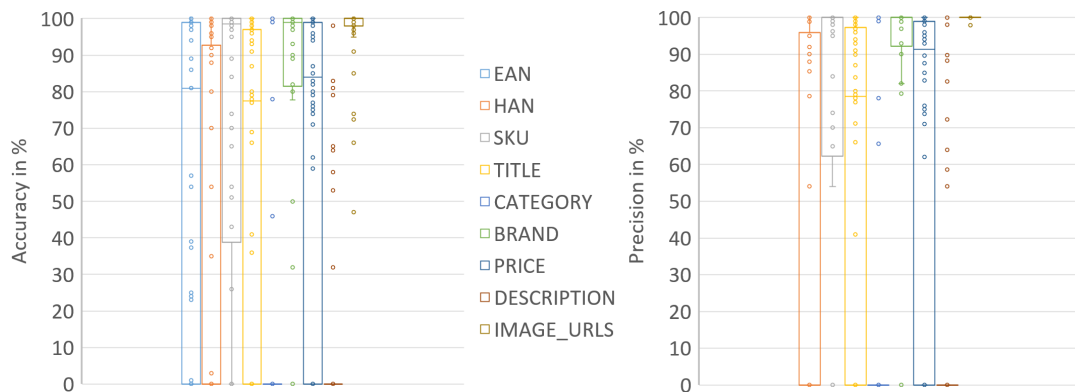 Accuracy in %
100
90
80
70
60
50
40
30
20
10
0
EAN
HAN
SKU
TITLE
CATEGORY
BRAND
PRICE
DESCRIPTION
IMAGE_URLS
Precision in %
100
90
80
70
60
50
40
30
20
10
0